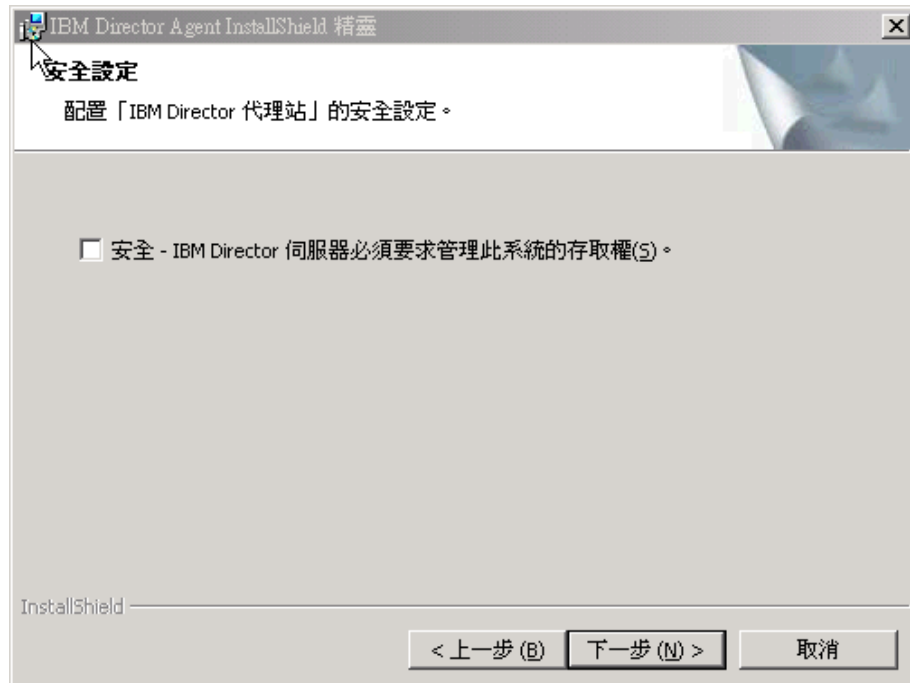 IBM Director Agent InstallShield 精靈
安全設定
配置「IBM Director 代理站」的安全設定。
安全 - IBM Director 伺服器必須要求管理此系統的存取權(S)。
InstallShield
< 上一步 (B)
下一步 (N) >
取消